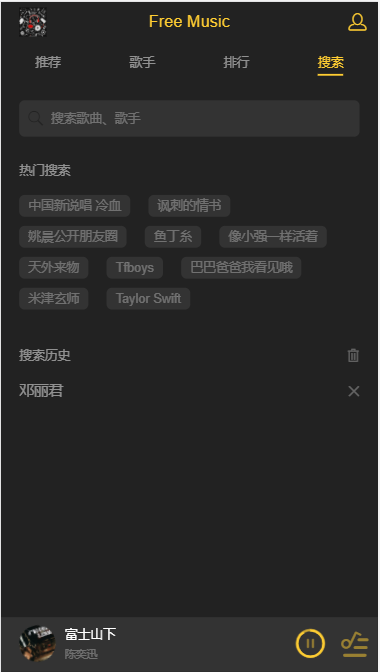 Free Music
推荐 歌手 排行 搜索
搜索歌曲、歌手
热门搜索
中国新说唱 冷血 讽刺的情书
姚晨公开朋友圈 鱼丁糸 像小强一样活着
天外来物 Tfboys 巴巴爸爸我看见哦
米津玄师 Taylor Swift
搜索历史
邓丽君
富士山下
陈奕迅